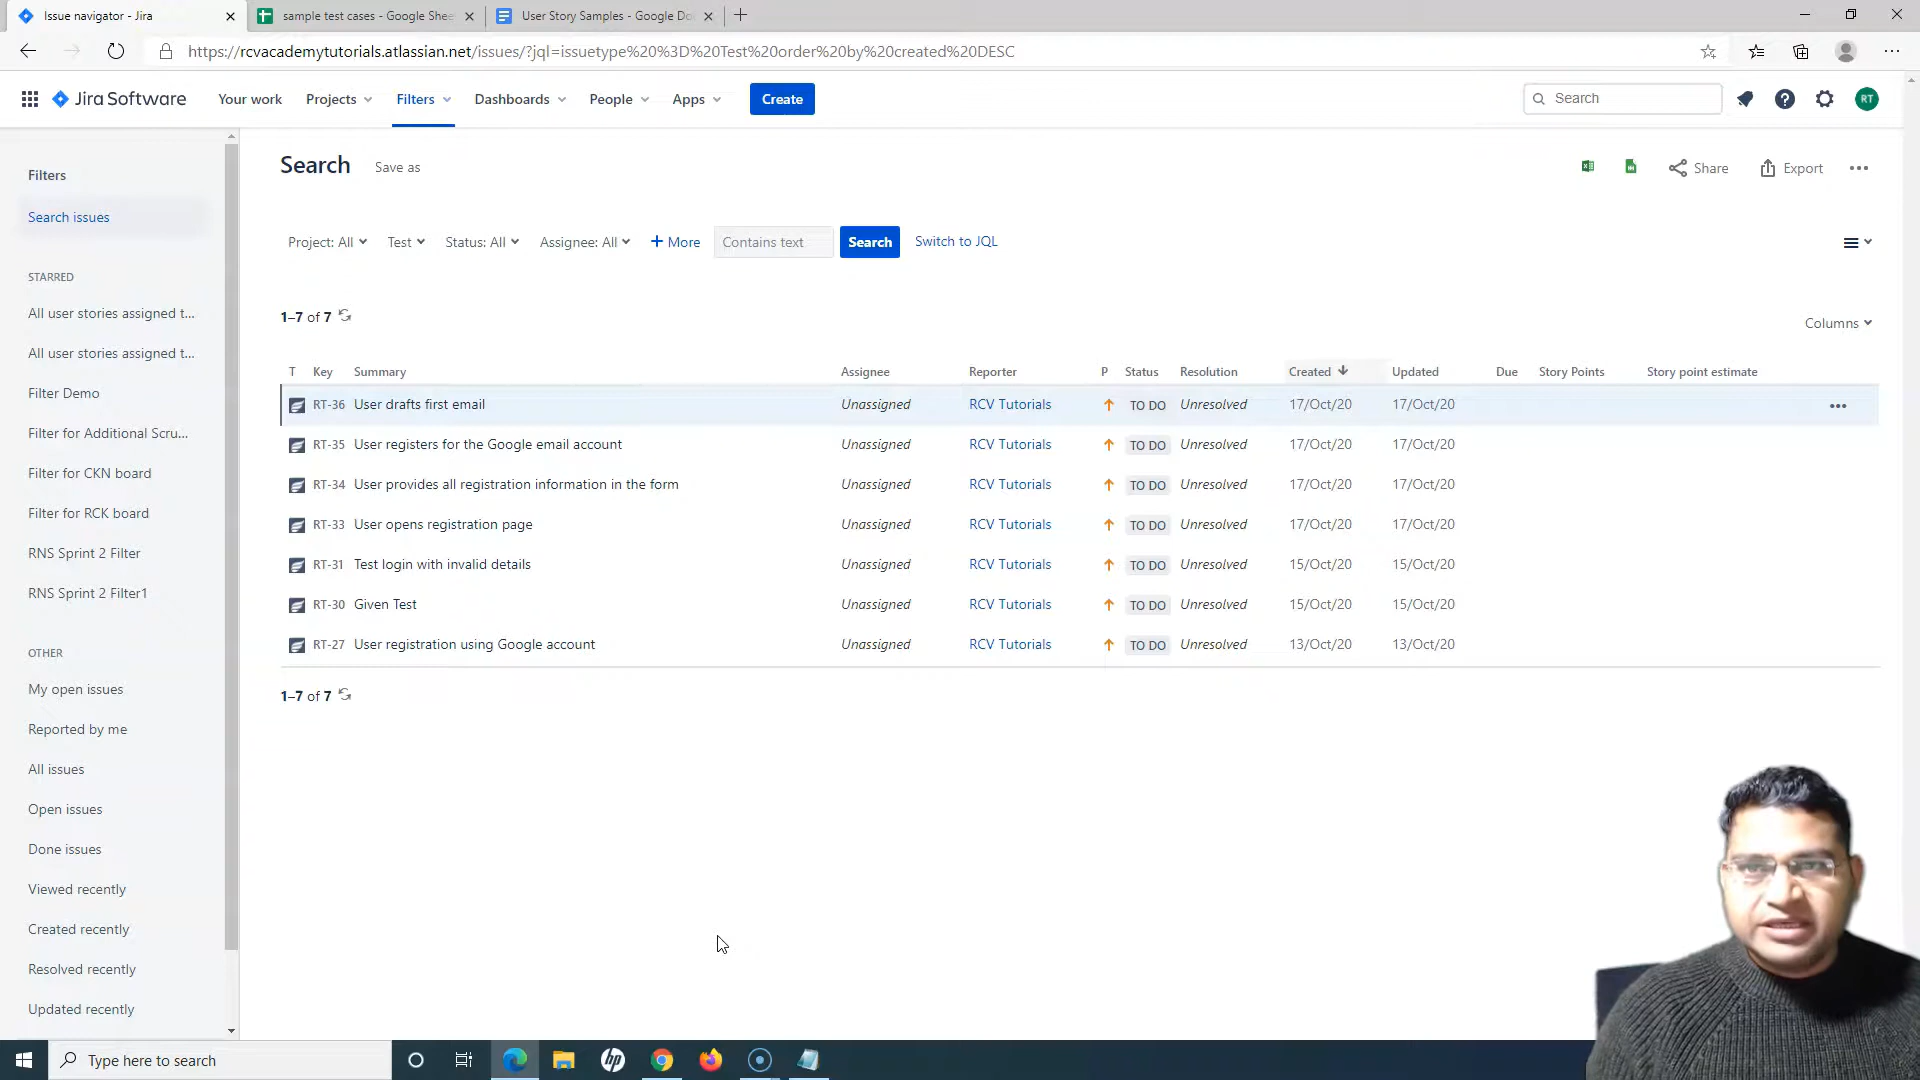 Issue navigator - Jira
sample test cases - Google Shee
User Story Samples - Google Do
https://rcvacademytutorials.atlassian.net/issues/?jql=issuetype%20%3D%20Test%20order%20by%20created%20DESC
Jira Software
Your work
Projects
Filters
Dashboards
People
Apps
Create
Search
RT
Filters
Search issues
STARRED
All user stories assigned t...
All user stories assigned t...
Filter Demo
Filter for Additional Scru...
Filter for CKN board
Filter for RCK board
RNS Sprint 2 Filter
RNS Sprint 2 Filter1
OTHER
My open issues
Reported by me
All issues
Open issues
Done issues
Viewed recently
Created recently
Resolved recently
Updated recently
Search Save as
Share
Export
Project: All Test Status: All Assignee: All + More Contains text Search Switch to JQL
1–7 of 7
Columns
T Key Summary Assignee Reporter P Status Resolution Created Updated Due Story Points Story point estimate
RT-36 User drafts first email Unassigned RCV Tutorials TO DO Unresolved 17/Oct/20 17/Oct/20
RT-35 User registers for the Google email account Unassigned RCV Tutorials TO DO Unresolved 17/Oct/20 17/Oct/20
RT-34 User provides all registration information in the form Unassigned RCV Tutorials TO DO Unresolved 17/Oct/20 17/Oct/20
RT-33 User opens registration page Unassigned RCV Tutorials TO DO Unresolved 17/Oct/20 17/Oct/20
RT-31 Test login with invalid details Unassigned RCV Tutorials TO DO Unresolved 15/Oct/20 15/Oct/20
RT-30 Given Test Unassigned RCV Tutorials TO DO Unresolved 15/Oct/20 15/Oct/20
RT-27 User registration using Google account Unassigned RCV Tutorials TO DO Unresolved 13/Oct/20 13/Oct/20
1–7 of 7
Type here to search
hp